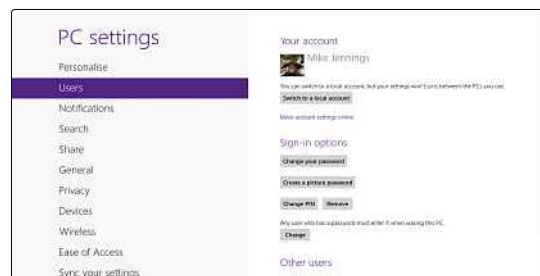 PC settings
Personalise
Users
Notifications
Search
Share
General
Privacy
Devices
Wireless
Ease of Access
Sync your settings
Your account
Mike Jennings
You can switch to a local account, but your settings won't sync between the PCs you use.
Switch to a local account
More account settings online
Sign-in options
Change your password
Create a picture password
Change PIN Remove
Any user who has a password must enter it when waking this PC.
Change
Other users